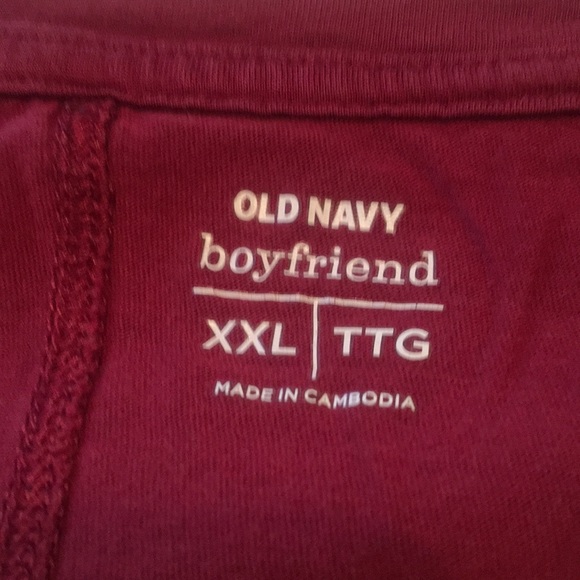 OLD NAVY
boyfriend
XXL | TTG
MADE IN CAMBODIA